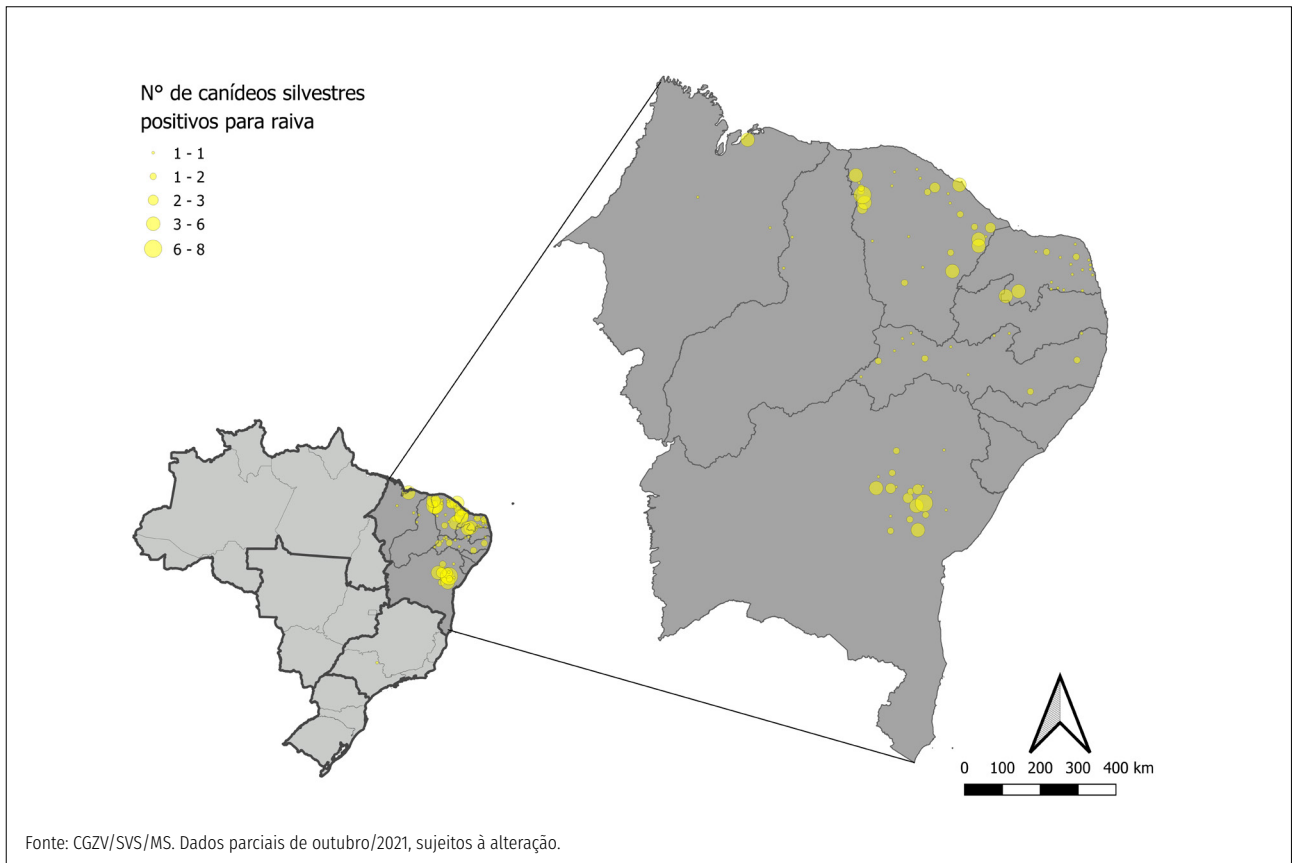 N° de canídeos silvestres
positivos para raiva
1 - 1
1 - 2
2 - 3
3 - 6
6 - 8
0 100 200 300 400 km
Fonte: CGZV/SVS/MS. Dados parciais de outubro/2021, sujeitos à alteração.